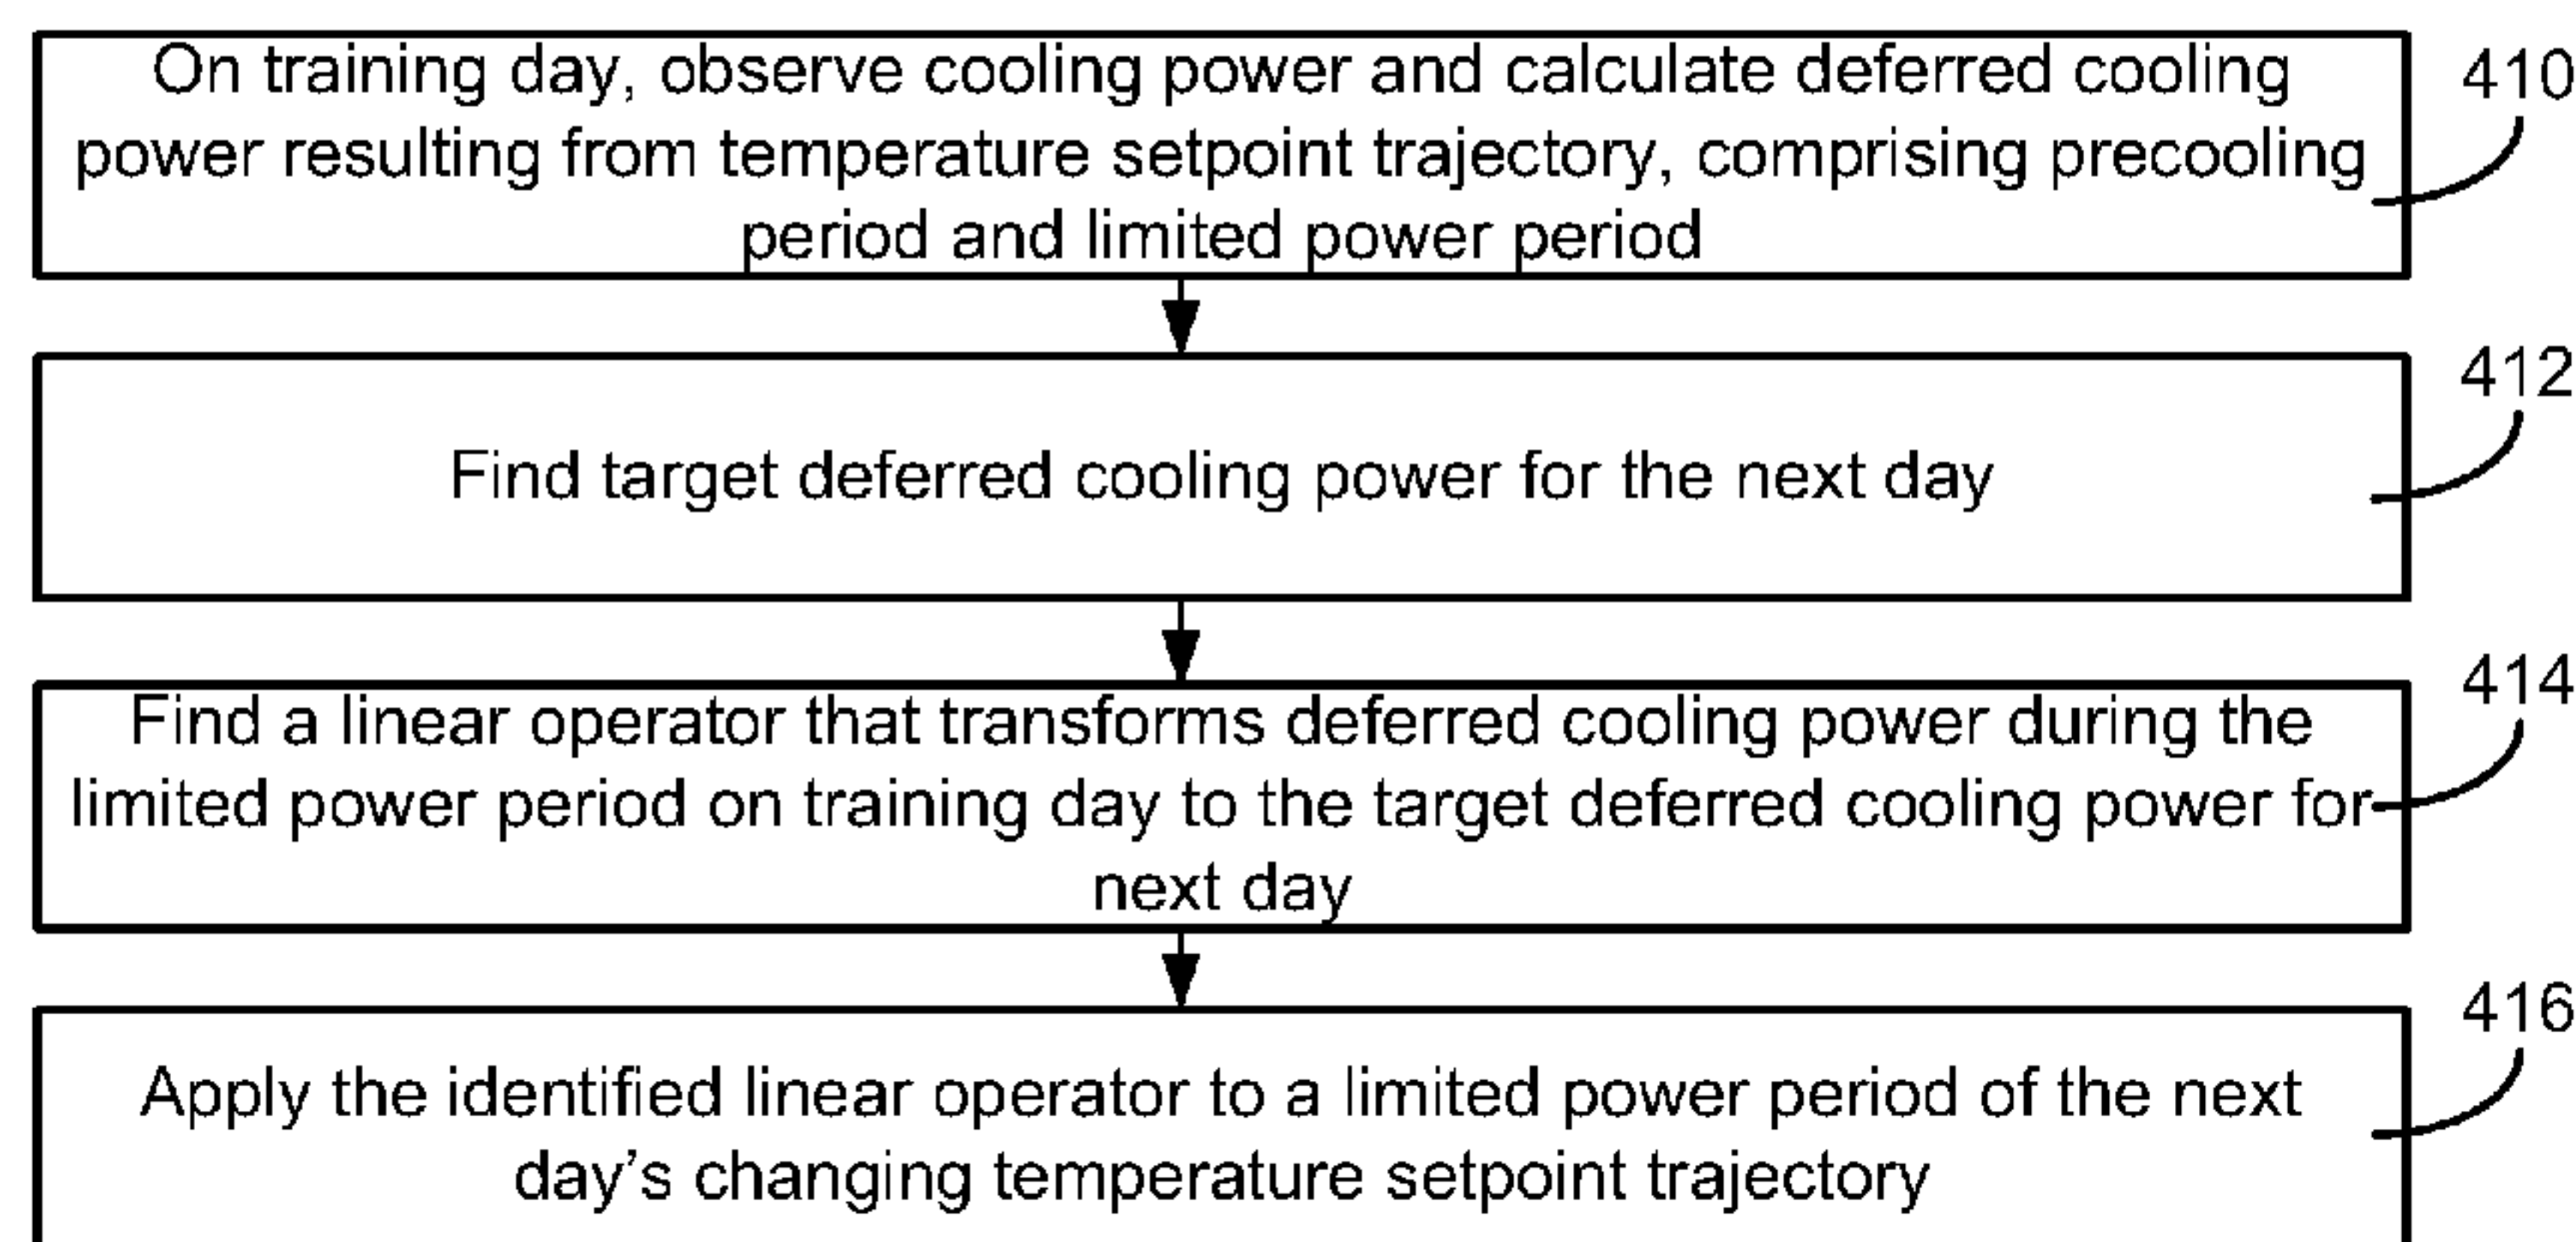 On training day, observe cooling power and calculate deferred cooling
power resulting from temperature setpoint trajectory, comprising precooling
period and limited power period
410
Find target deferred cooling power for the next day
412
Find a linear operator that transforms deferred cooling power during the
limited power period on training day to the target deferred cooling power for
next day
414
Apply the identified linear operator to a limited power period of the next
day’s changing temperature setpoint trajectory
416